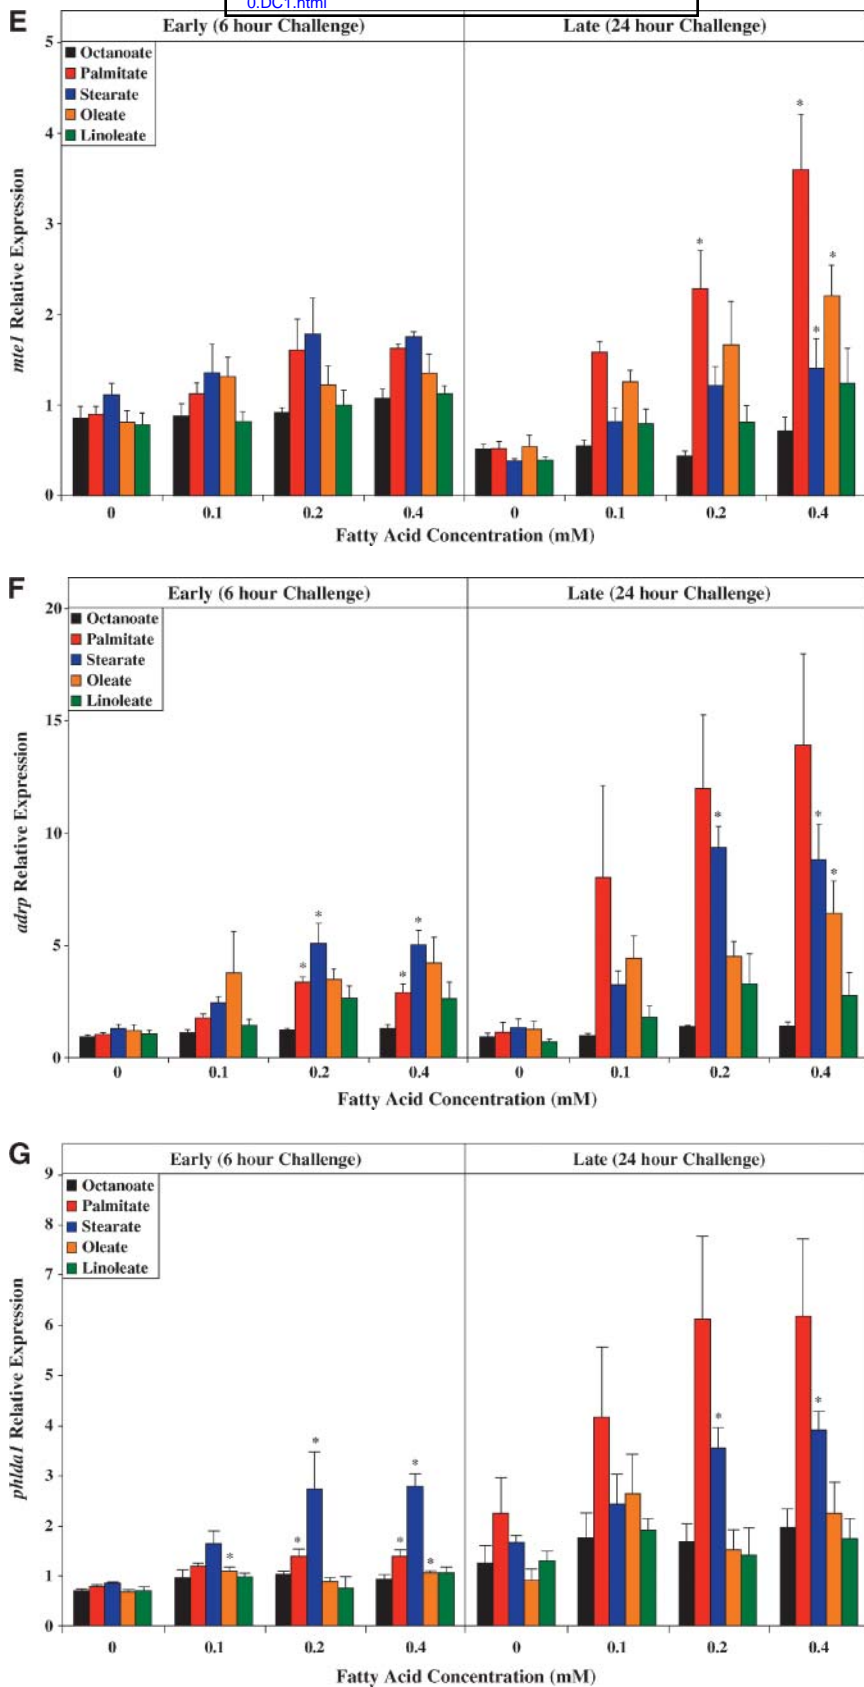 0.DC1.html
E
Early (6 hour Challenge) Late (24 hour Challenge)
5
4
3
2
1
0
Octanoate
Palmitate
Stearate
Oleate
Linoleate
mte1 Relative Expression
* * * *
0 0.1 0.2 0.4 0 0.1 0.2 0.4
Fatty Acid Concentration (mM)
F
Early (6 hour Challenge) Late (24 hour Challenge)
20
15
10
5
0
Octanoate
Palmitate
Stearate
Oleate
Linoleate
adrp Relative Expression
* * * * * * *
0 0.1 0.2 0.4 0 0.1 0.2 0.4
Fatty Acid Concentration (mM)
G
Early (6 hour Challenge) Late (24 hour Challenge)
9
8
7
6
5
4
3
2
1
0
Octanoate
Palmitate
Stearate
Oleate
Linoleate
phlda1 Relative Expression
* * * * * * * *
0 0.1 0.2 0.4 0 0.1 0.2 0.4
Fatty Acid Concentration (mM)